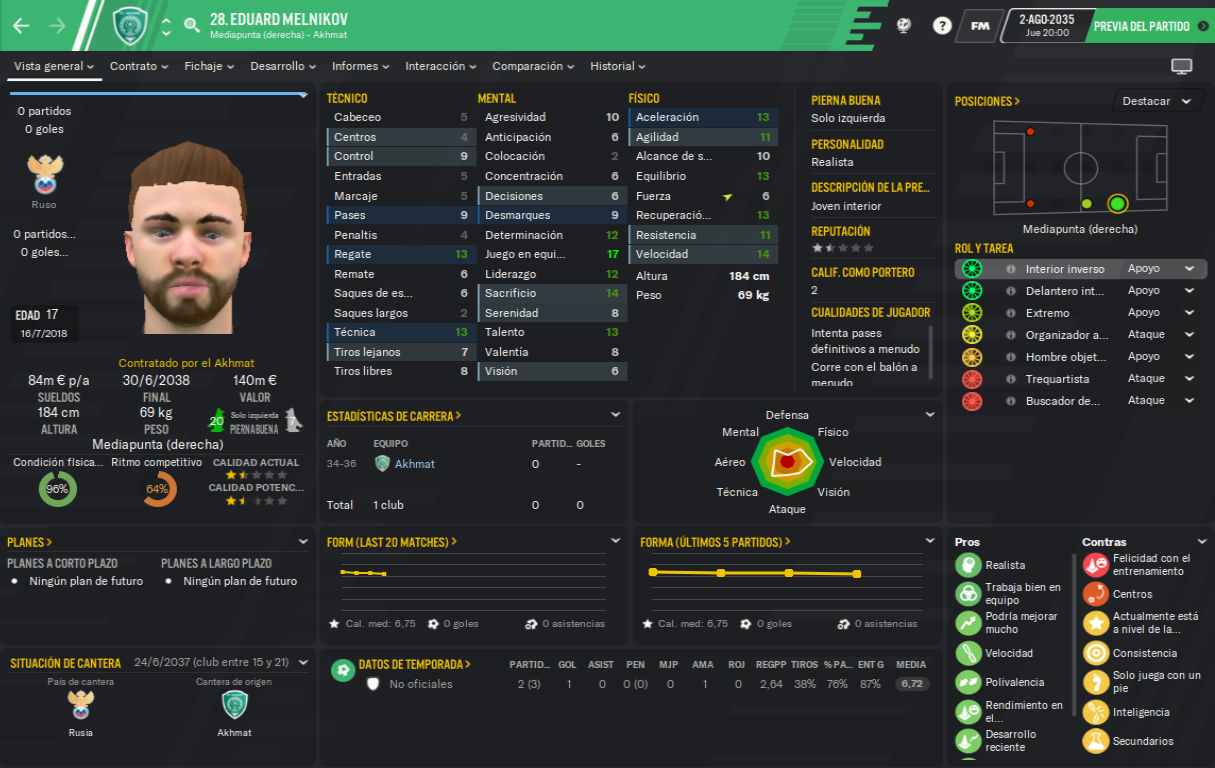 28. EDUARD MELNIKOV
Mediapunta (derecha) - Akhmat
?
FM
2-AGO-2035
Jue 20:00
PREVIA DEL PARTIDO
Vista general
Contrato
Fichaje
Desarrollo
Informes
Interacción
Comparación
Historial
0 partidos
0 goles
Ruso
0 partidos...
0 goles...
EDAD 17
16/7/2018
Contratado por el Akhmat
84m € p/a 30/6/2038 140m €
SUELDOS FINAL VALOR
184 cm 69 kg 20 Solo izquierda 7
ALTURA PESO PIERNA BUENA
Mediapunta (derecha)
Condición física... Ritmo competitivo CALIDAD ACTUAL
96% 64%
CALIDAD POTENC...
TÉCNICO
Cabeceo 5
Centros 4
Control 9
Entradas 5
Marcaje 5
Pases 9
Penaltis 4
Regate 13
Remate 6
Saques de es... 6
Saques largos 2
Técnica 13
Tiros lejanos 7
Tiros libres 8
MENTAL
Agresividad 10
Anticipación 6
Colocación 2
Concentración 6
Decisiones 6
Desmarques 9
Determinación 12
Juego en equi... 17
Liderazgo 12
Sacrificio 14
Serenidad 8
Talento 13
Valentía 8
Visión 6
FÍSICO
Aceleración 13
Agilidad 11
Alcance de s... 10
Equilibrio 13
Fuerza 6
Recuperació... 13
Resistencia 11
Velocidad 14
Altura 184 cm
Peso 69 kg
PIERNA BUENA
Solo izquierda
PERSONALIDAD
Realista
DESCRIPCIÓN DE LA PRE...
Joven interior
REPUTACIÓN
CALIF. COMO PORTERO
2
CUALIDADES DE JUGADOR
Intenta pases
definitivos a menudo
Corre con el balón a
menudo
POSICIONES >
Destacar
Mediapunta (derecha)
ROL Y TAREA
Interior inverso Apoyo
Delantero int... Apoyo
Extremo Apoyo
Organizador a... Ataque
Hombre objet... Apoyo
Trequartista Ataque
Buscador de... Ataque
ESTADÍSTICAS DE CARRERA >
AÑO EQUIPO PARTID... GOLES
34-36 Akhmat 0 -
Total 1 club 0 0
Defensa
Mental Físico
Aéreo Velocidad
Técnica Visión
Ataque
PLANES >
PLANES A CORTO PLAZO PLANES A LARGO PLAZO
Ningún plan de futuro Ningún plan de futuro
FORM (LAST 20 MATCHES) >
Cal. med: 6,75 0 goles 0 asistencias
FORMA (ÚLTIMOS 5 PARTIDOS) >
Cal. med: 6,75 0 goles 0 asistencias
Pros
Realista
Trabaja bien en
equipo
Podría mejorar
mucho
Velocidad
Polivalencia
Rendimiento en
el...
Desarrollo
reciente
Contras
Felicidad con el
entrenamiento
Centros
Actualmente está
a nivel de la...
Consistencia
Solo juega con un
pie
Inteligencia
Secundarios
SITUACIÓN DE CANTERA 24/6/2037 (club entre 15 y 21)
País de cantera Cantera de origen
Rusia Akhmat
DATOS DE TEMPORADA > PARTID... GOL ASIST PEN MJP AMA ROJ REGPP TIROS % PA... ENT G MEDIA
No oficiales 2 (3) 1 0 0 (0) 0 1 0 2,64 38% 76% 87% 6,72